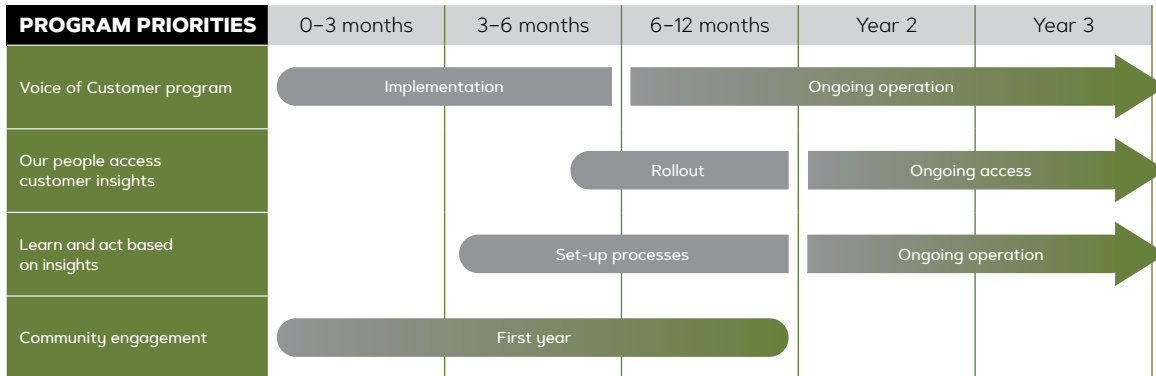 PROGRAM PRIORITIES
0–3 months
3–6 months
6–12 months
Year 2
Year 3
Voice of Customer program
Implementation
Ongoing operation
Our people access
customer insights
Rollout
Ongoing access
Learn and act based
on insights
Set-up processes
Ongoing operation
Community engagement
First year